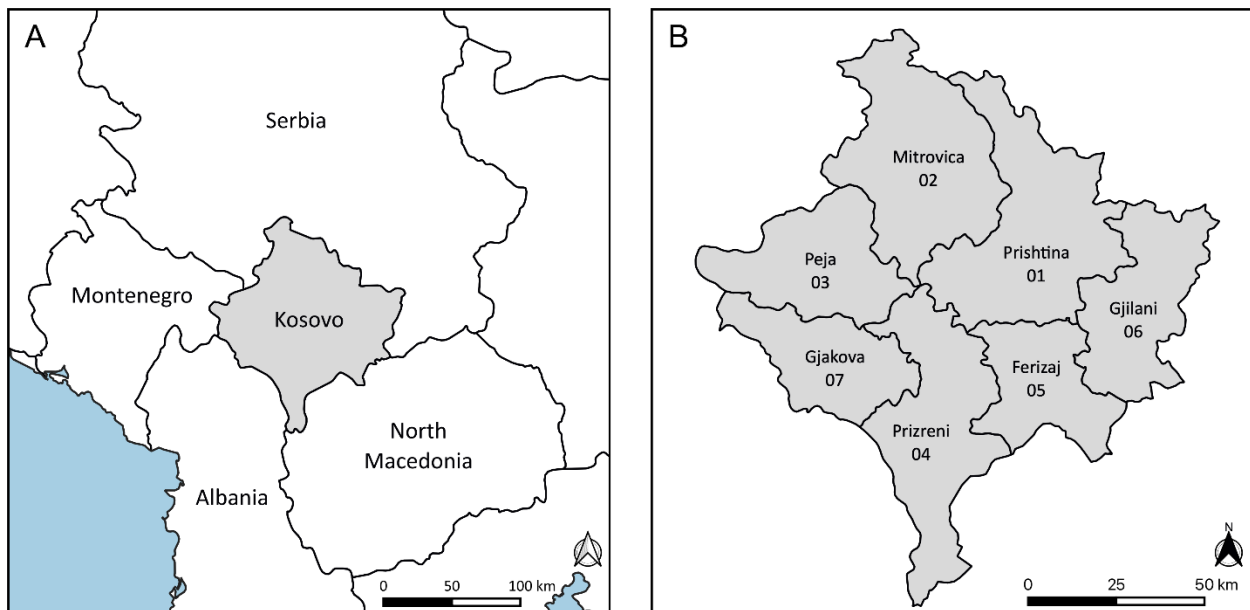 A
Serbia
Montenegro
Kosovo
North
Macedonia
Albania
0 50 100 km
B
Mitrovica
02
Peja
03
Prishtina
01
Gjilani
06
Gjakova
07
Ferizaj
05
Prizreni
04
N
0 25 50 km